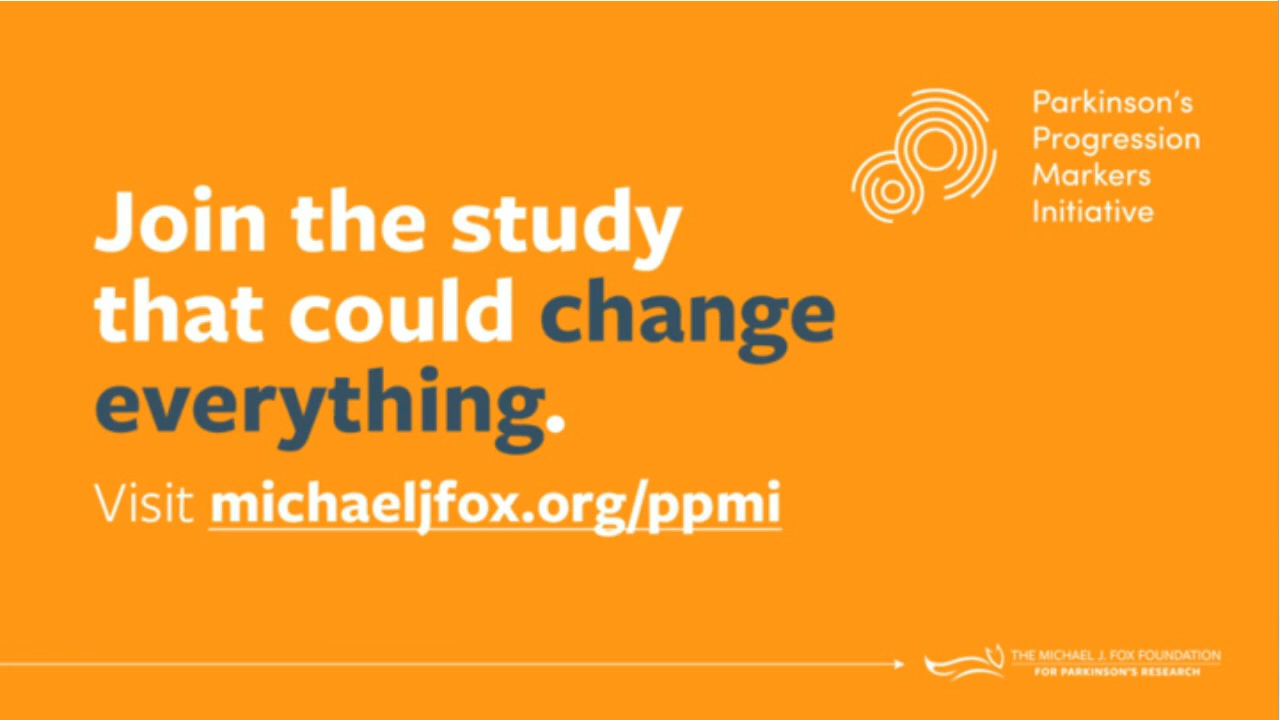 Parkinson's
Progression
Markers
Initiative
Join the study
that could change
everything.
Visit michaeljfox.org/ppmi
THE MICHAEL J. FOX FOUNDATION
FOR PARKINSON'S RESEARCH